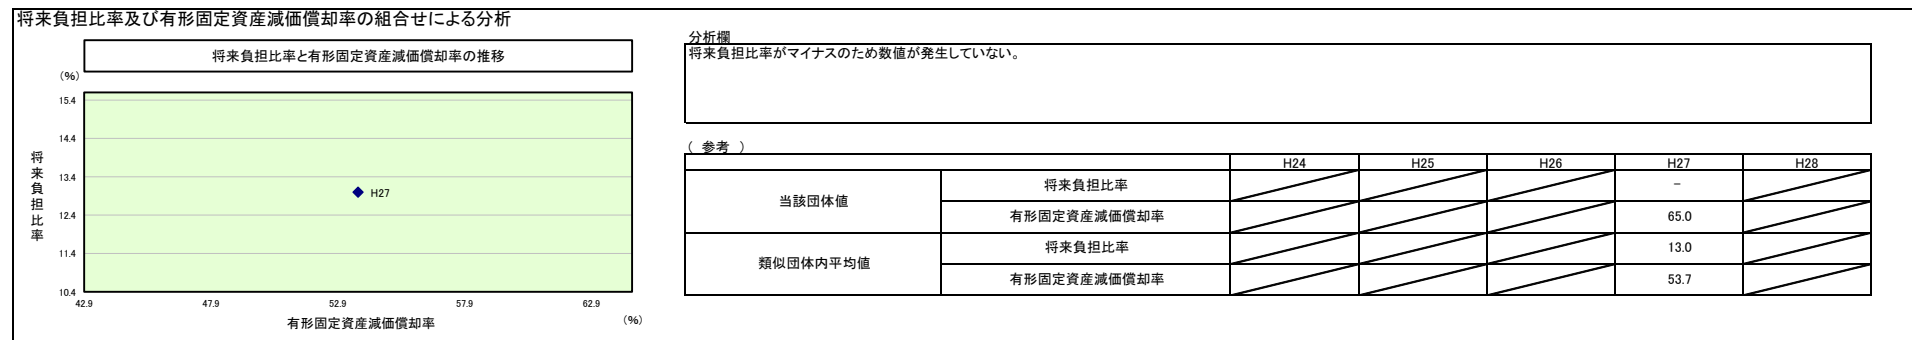 将来負担比率及び有形固定資産減価償却率の組合せによる分析
将来負担比率と有形固定資産減価償却率の推移
(%)
15.4
14.4
13.4
12.4
11.4
10.4
将来負担比率
H27
42.9 47.9 52.9 57.9 62.9
有形固定資産減価償却率
(%)
分析欄
将来負担比率がマイナスのため数値が発生していない。
( 参考 )
H24 H25 H26 H27 H28
当該団体値
将来負担比率 -
有形固定資産減価償却率 65.0
類似団体内平均値
将来負担比率 13.0
有形固定資産減価償却率 53.7